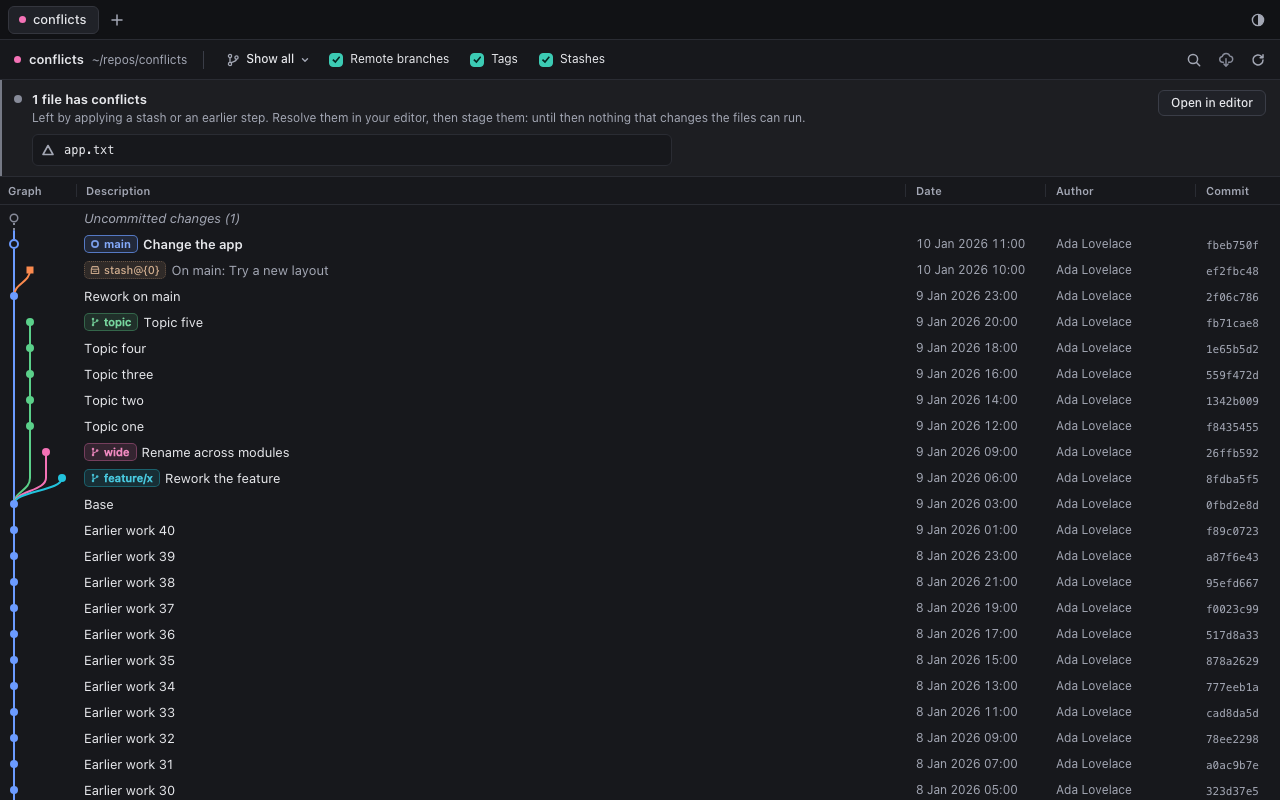 conflicts
conflicts ~/repos/conflicts Show all Remote branches Tags Stashes
1 file has conflicts
Open in editor
Left by applying a stash or an earlier step. Resolve them in your editor, then stage them: until then nothing that changes the files can run.
app.txt
Graph Description Date Author Commit
Uncommitted changes (1)
main Change the app 10 Jan 2026 11:00 Ada Lovelace fbeb750f
stash@{0} On main: Try a new layout 10 Jan 2026 10:00 Ada Lovelace ef2fbc48
Rework on main 9 Jan 2026 23:00 Ada Lovelace 2f06c786
topic Topic five 9 Jan 2026 20:00 Ada Lovelace fb71cae8
Topic four 9 Jan 2026 18:00 Ada Lovelace 1e65b5d2
Topic three 9 Jan 2026 16:00 Ada Lovelace 559f472d
Topic two 9 Jan 2026 14:00 Ada Lovelace 1342b009
Topic one 9 Jan 2026 12:00 Ada Lovelace f8435455
wide Rename across modules 9 Jan 2026 09:00 Ada Lovelace 26ffb592
feature/x Rework the feature 9 Jan 2026 06:00 Ada Lovelace 8fdba5f5
Base 9 Jan 2026 03:00 Ada Lovelace 0fbd2e8d
Earlier work 40 9 Jan 2026 01:00 Ada Lovelace f89c0723
Earlier work 39 8 Jan 2026 23:00 Ada Lovelace a87f6e43
Earlier work 38 8 Jan 2026 21:00 Ada Lovelace 95efd667
Earlier work 37 8 Jan 2026 19:00 Ada Lovelace f0023c99
Earlier work 36 8 Jan 2026 17:00 Ada Lovelace 517d8a33
Earlier work 35 8 Jan 2026 15:00 Ada Lovelace 878a2629
Earlier work 34 8 Jan 2026 13:00 Ada Lovelace 777eeb1a
Earlier work 33 8 Jan 2026 11:00 Ada Lovelace cad8da5d
Earlier work 32 8 Jan 2026 09:00 Ada Lovelace 78ee2298
Earlier work 31 8 Jan 2026 07:00 Ada Lovelace a0ac9b7e
Earlier work 30 8 Jan 2026 05:00 Ada Lovelace 323d37e5